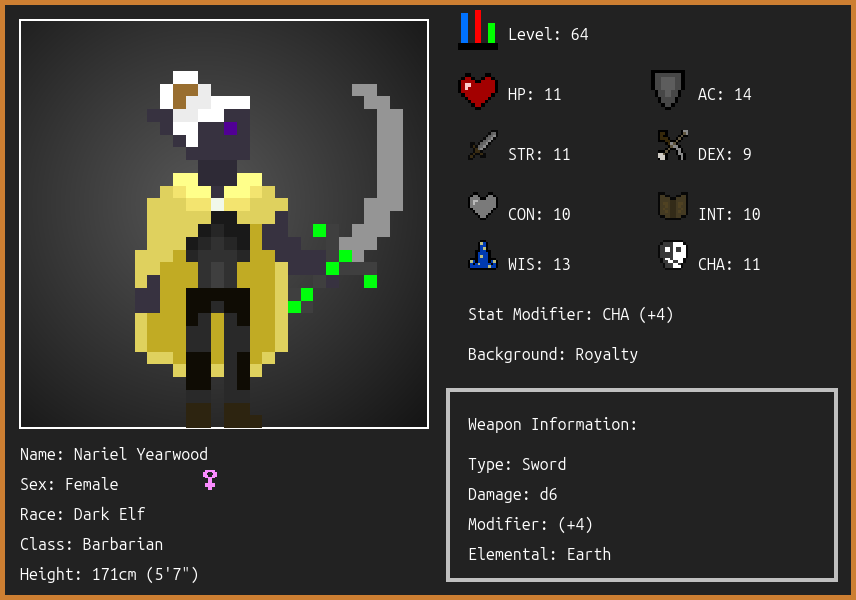 Level: 64
HP: 11
AC: 14
STR: 11
DEX: 9
CON: 10
INT: 10
WIS: 13
CHA: 11
Stat Modifier: CHA (+4)
Background: Royalty
Weapon Information:
Type: Sword
Damage: d6
Modifier: (+4)
Elemental: Earth
Name: Nariel Yearwood
Sex: Female
Race: Dark Elf
Class: Barbarian
Height: 171cm (5'7")